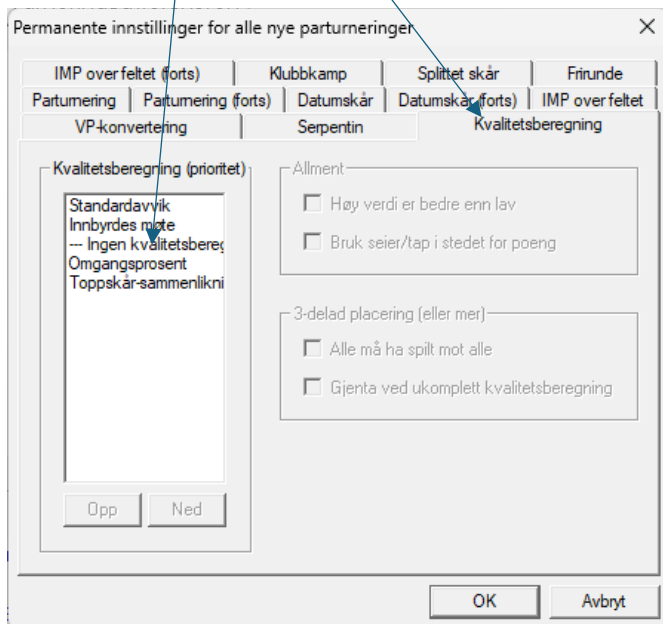 Permanente innstillinger for alle nye parturneringer
IMP over feltet (forts) Klubbkamp Splittet skår Frirunde
Parturnering Parturnering (forts) Datumskår Datumskår (forts) IMP over feltet
VP-konvertering Serpentin Kvalitetsberegning
Kvalitetsberegning (prioritet)
Standardavvik
Innbyrdes møte
--- Ingen kvalitetsbereg
Omgangsprosent
Toppskår-sammenlikni
Opp Ned
Allment
Høy verdi er bedre enn lav
Bruk seier/tap i stedet for poeng
3-delad placering (eller mer)
Alle må ha spilt mot alle
Gjenta ved ukomplett kvalitetsberegning
OK Avbryt